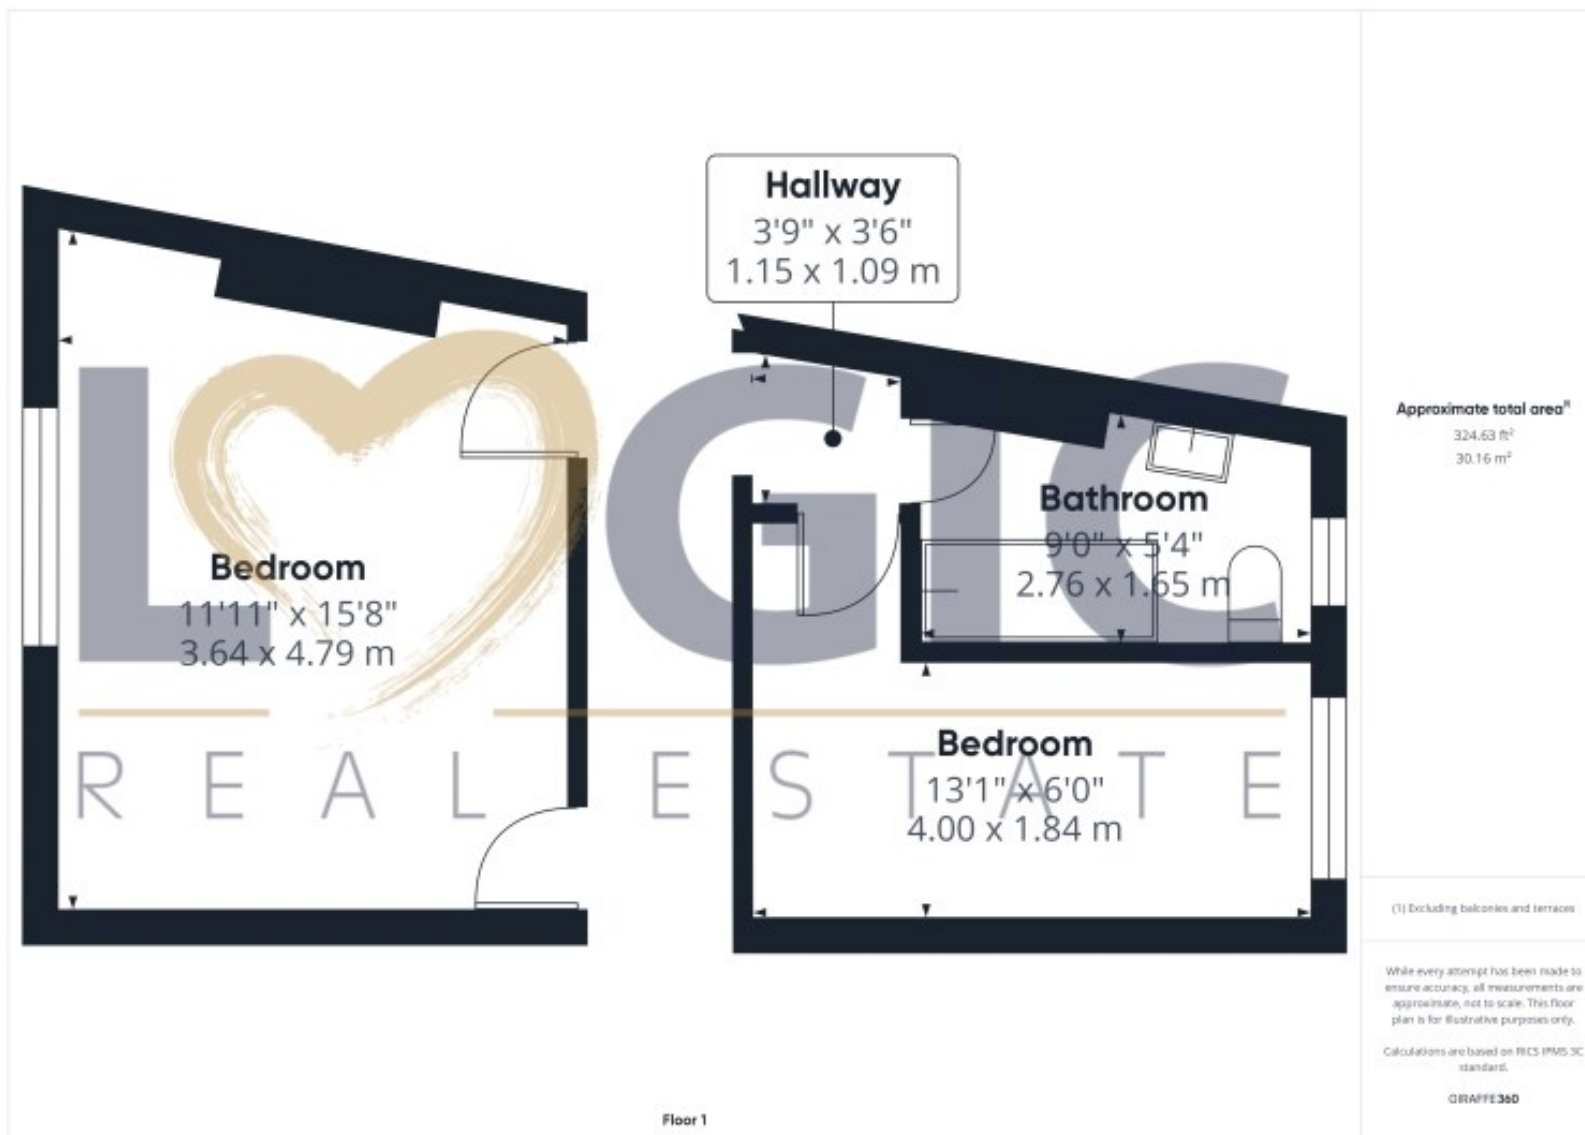 Hallway
3'9" x 3'6"
1.15 x 1.09 m
Bedroom
11'11" x 15'8"
3.64 x 4.79 m
Bathroom
9'0" x 5'4"
2.76 x 1.65 m
Bedroom
13'1" x 6'0"
4.00 x 1.84 m
L GIC
REAL ESTATE
Floor 1
Approximate total area(1)
324.63 ft²
30.16 m²
(1) Excluding balconies and terraces
While every attempt has been made to
ensure accuracy, all measurements are
approximate, not to scale. This floor
plan is for illustrative purposes only.
Calculations are based on RICS IPMS 3C
standard.
GIRAFFE360